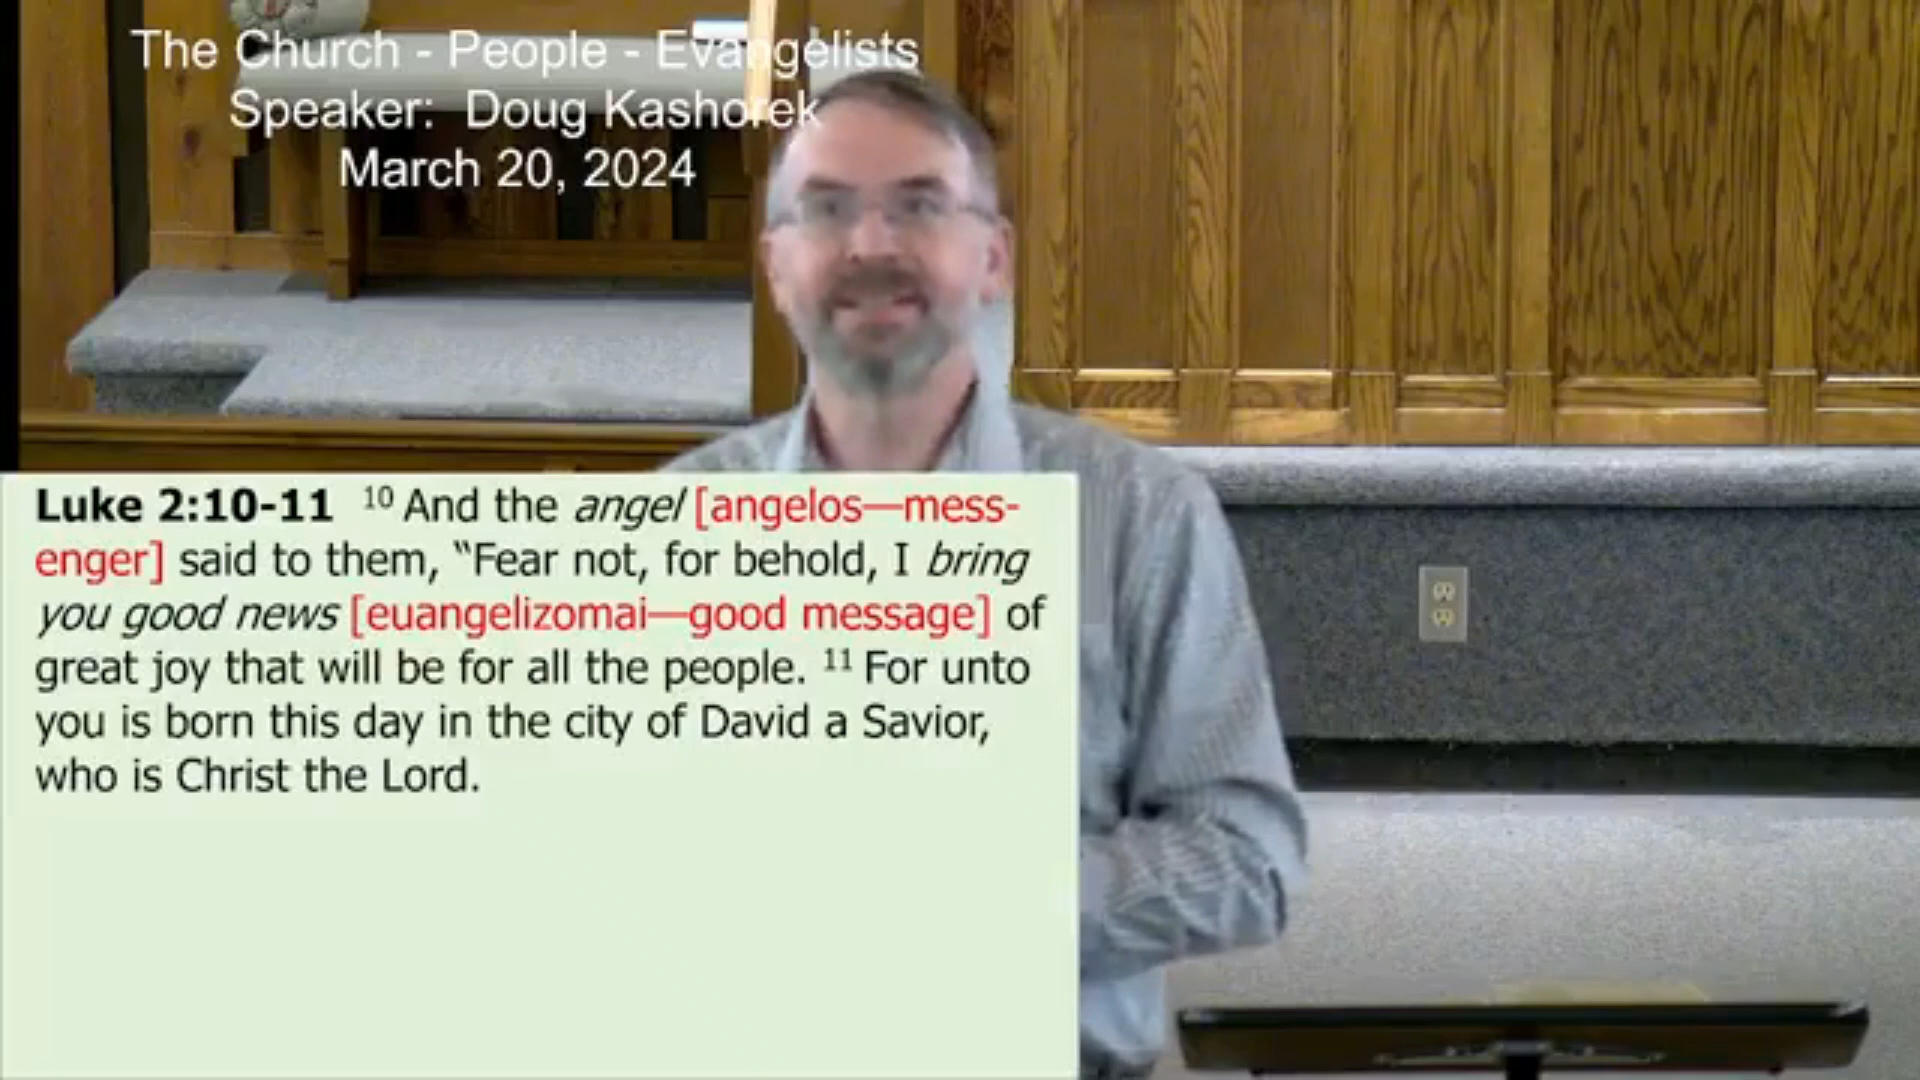 The Church - People - Evangelists
Speaker: Doug Kashorek
March 20, 2024
Luke 2:10-11 10 And the angel [angelos—mess-
enger] said to them, “Fear not, for behold, I bring
you good news [euangelizomai—good message] of
great joy that will be for all the people. 11 For unto
you is born this day in the city of David a Savior,
who is Christ the Lord.